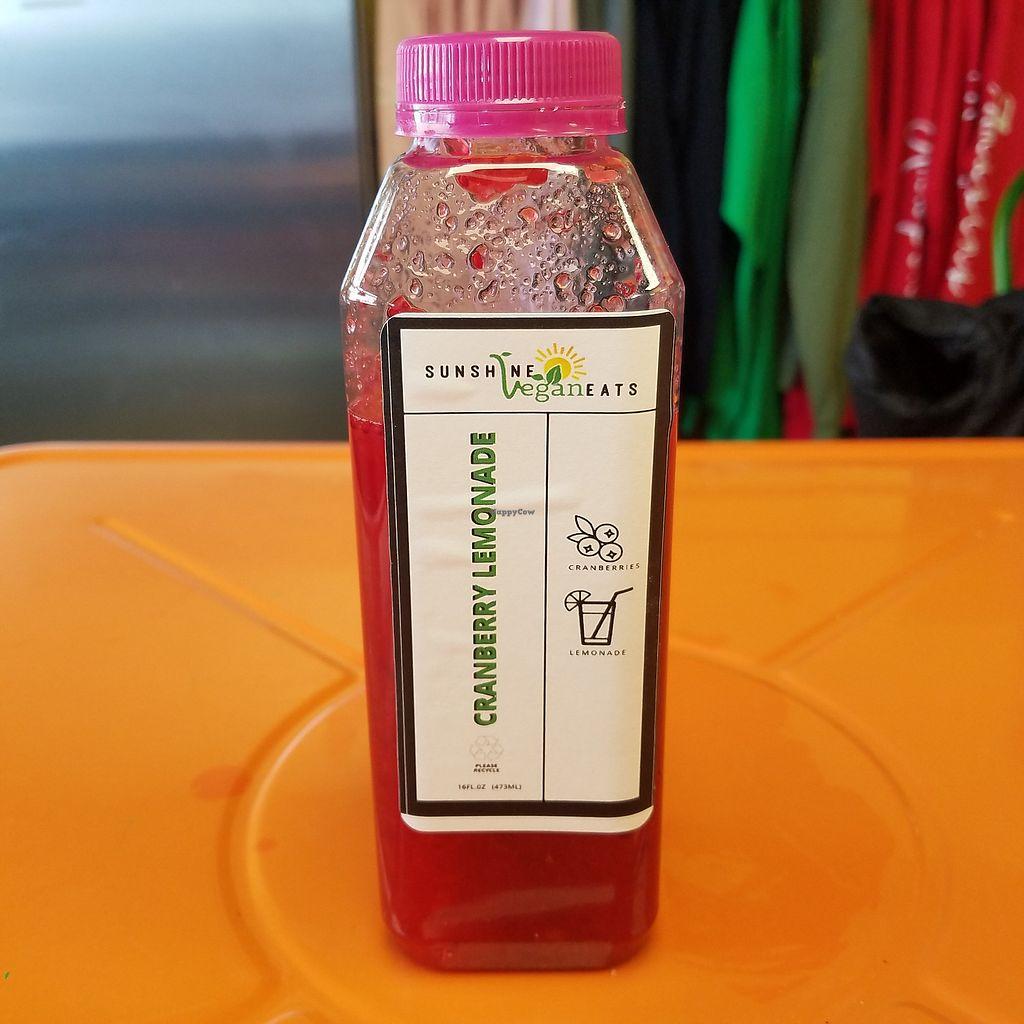 SUNSHINE
VeganEATS
CRANBERRY LEMONADE
HappyCow
CRANBERRIES
LEMONADE
PLEASE
RECYCLE
16FL.OZ (473ML)